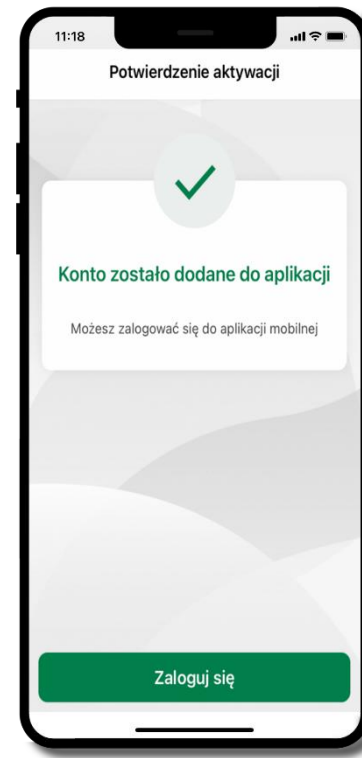 11:18
Potwierdzenie aktywacji
Konto zostało dodane do aplikacji
Możesz zalogować się do aplikacji mobilnej
Zaloguj się